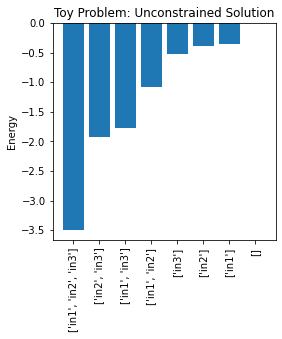 Toy Problem: Unconstrained Solution
Energy
0.0
−0.5
−1.0
−1.5
−2.0
−2.5
−3.0
−3.5
['in1', 'in2', 'in3']
['in2', 'in3']
['in1', 'in3']
['in1', 'in2']
['in3']
['in2']
['in1']
[]